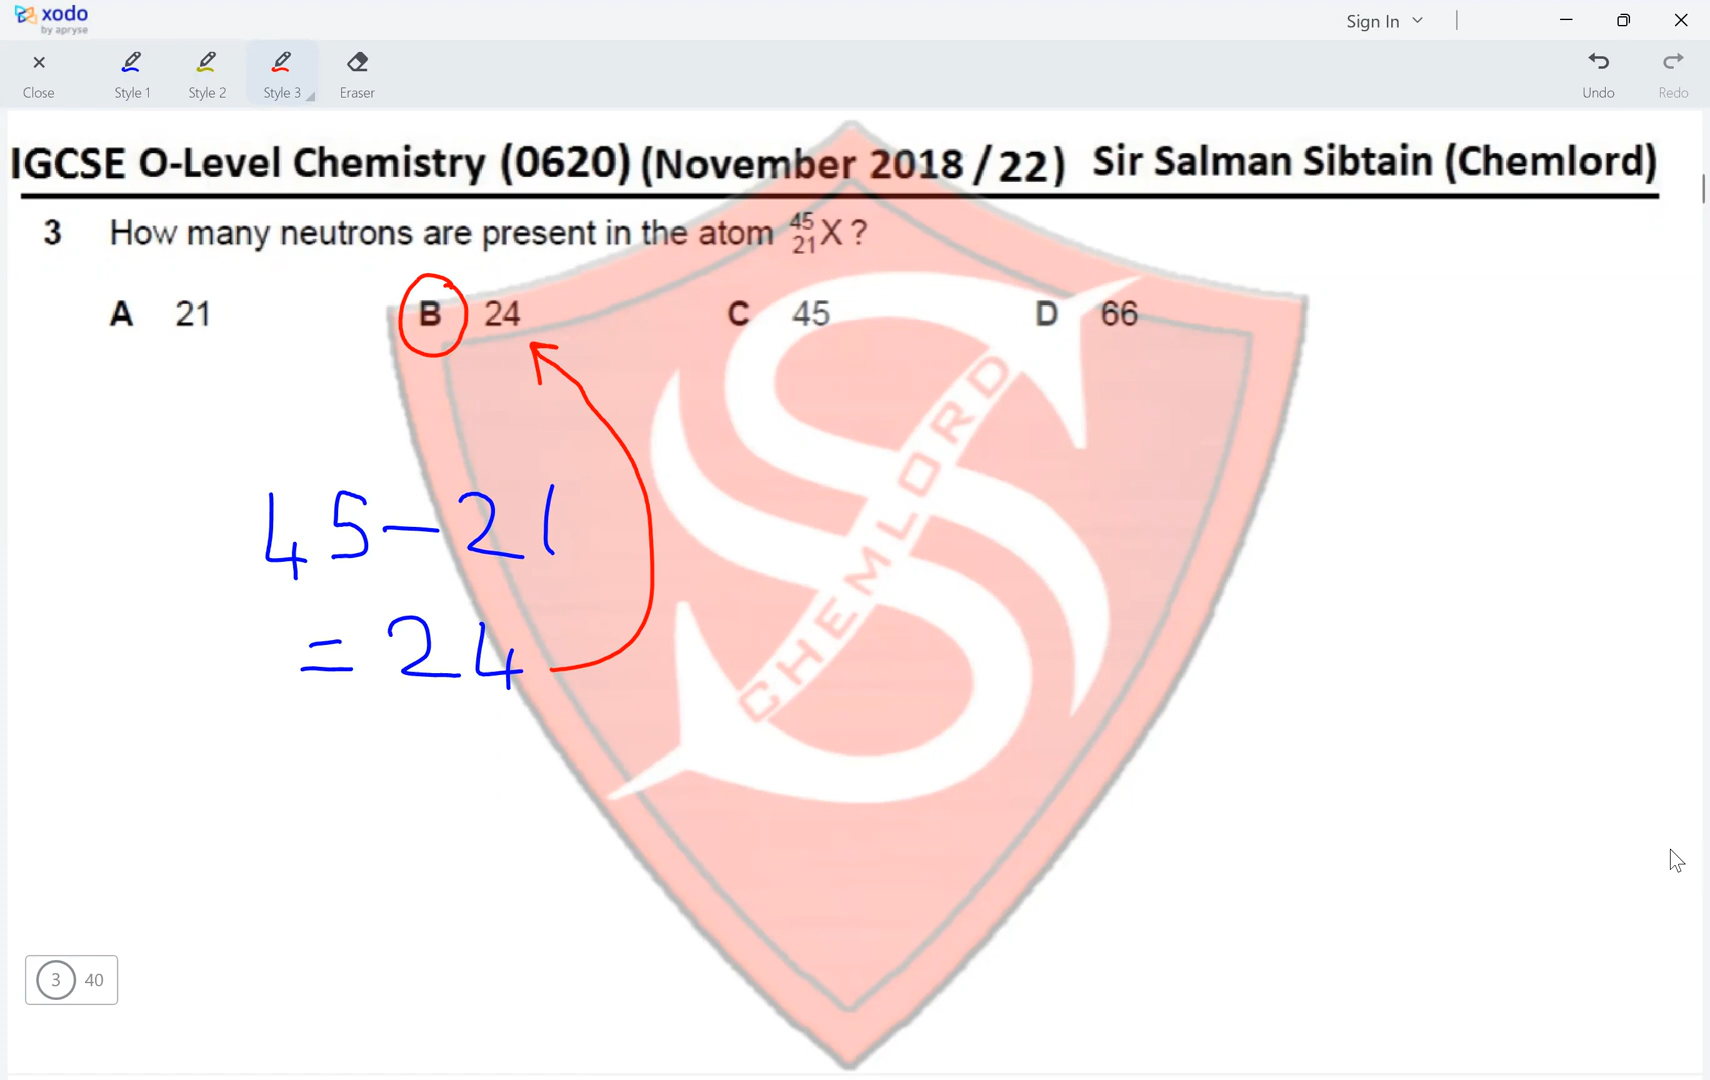 xodo
by apryse
Sign In
Close
Style 1
Style 2
Style 3
Eraser
Undo
Redo
IGCSE O-Level Chemistry (0620) (November 2018 / 22) Sir Salman Sibtain (Chemlord)
3 How many neutrons are present in the atom ⁴⁵₂₁X ?
A 21 B 24 C 45 D 66
45 – 21
= 24
CHEMLORD
3 40